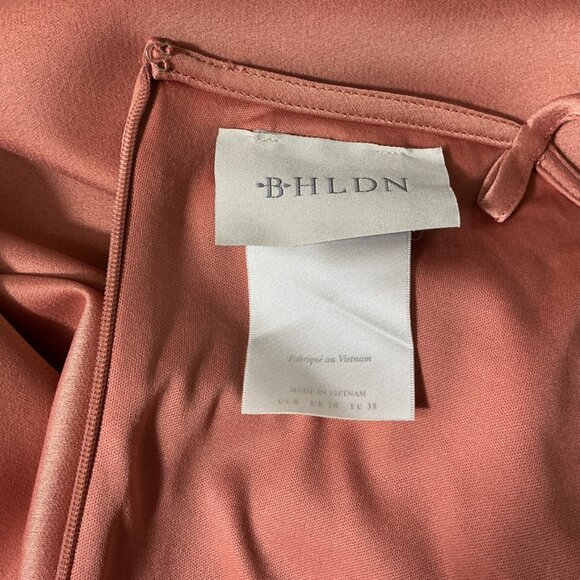 ·B·HLDN
Fabriqué au Vietnam
MADE IN VIETNAM
US 6 UK 10 EU 38